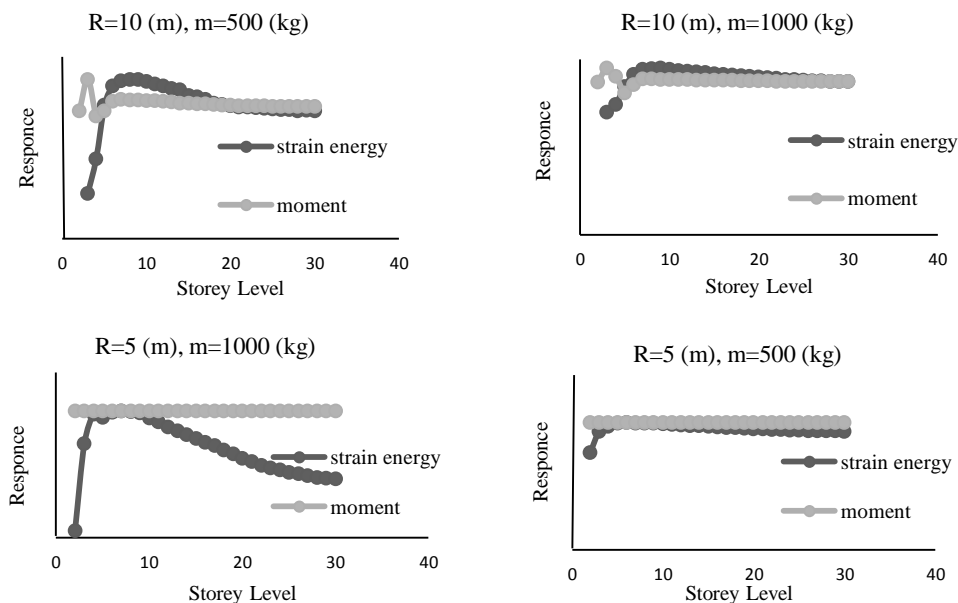 R=10 (m), m=500 (kg)
Responce
strain energy
moment
0 10 20 30 40
Storey Level
R=10 (m), m=1000 (kg)
Responce
strain energy
moment
0 10 20 30 40
Storey Level
R=5 (m), m=1000 (kg)
Responce
strain energy
moment
0 10 20 30 40
Storey Level
R=5 (m), m=500 (kg)
Responce
strain energy
moment
0 10 20 30 40
Storey Level